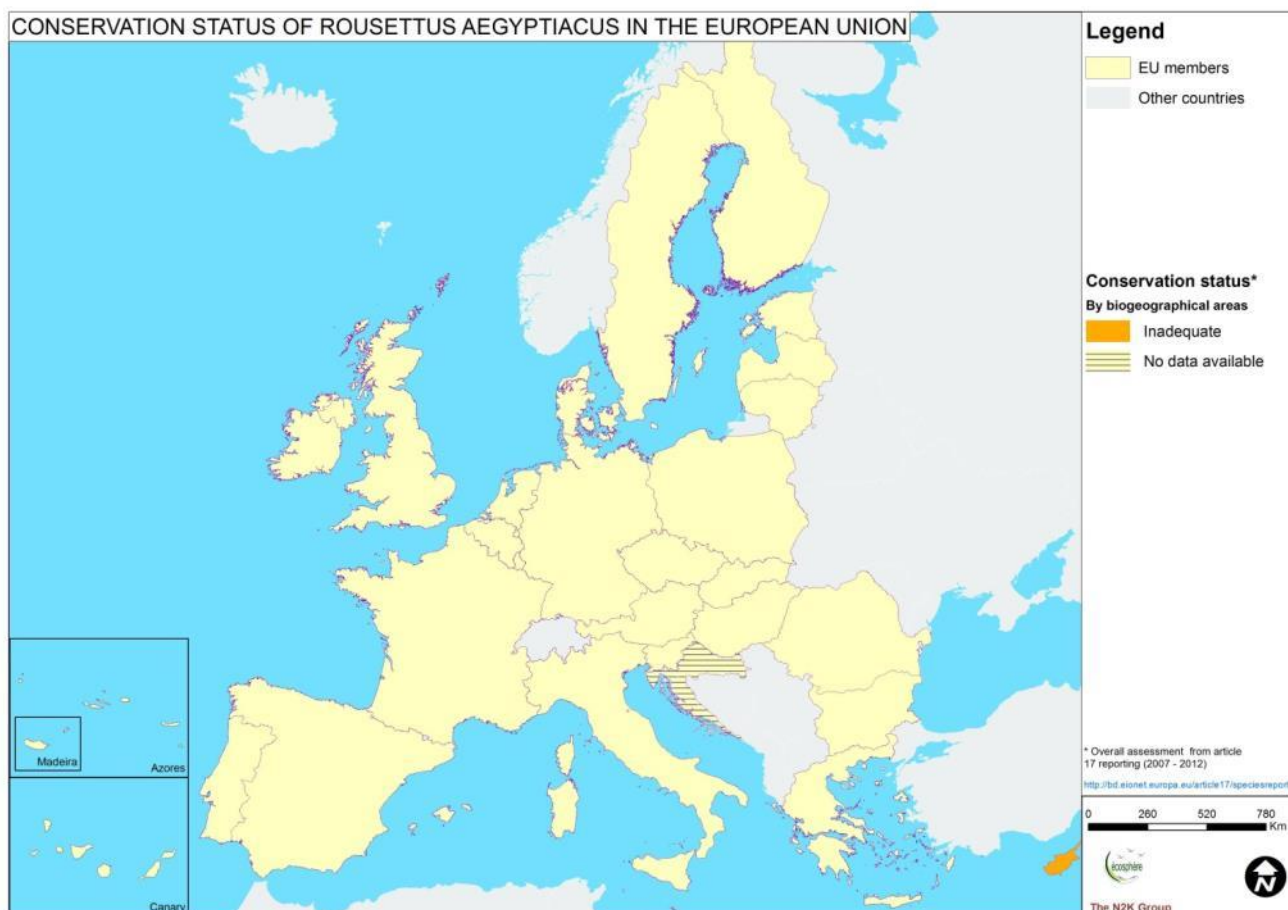 CONSERVATION STATUS OF ROUSETTUS AEGYPTIACUS IN THE EUROPEAN UNION
Legend
EU members
Other countries
Conservation status*
By biogeographical areas
Inadequate
No data available
Madeira
Azores
Canary
* Overall assessment from article
17 reporting (2007 - 2012)
http://bd.eionet.europa.eu/article17/speciesreport
0 260 520 780
Km
écosphère
N
The N2K Group